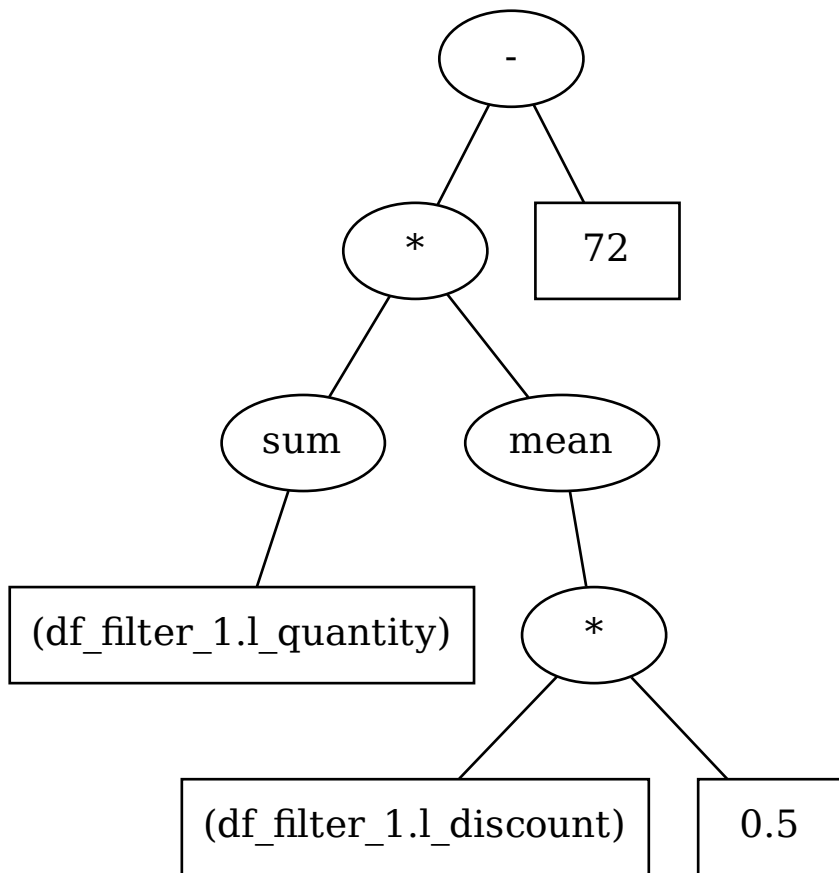 -
*
72
sum
mean
(df_filter_1.l_quantity)
*
(df_filter_1.l_discount)
0.5